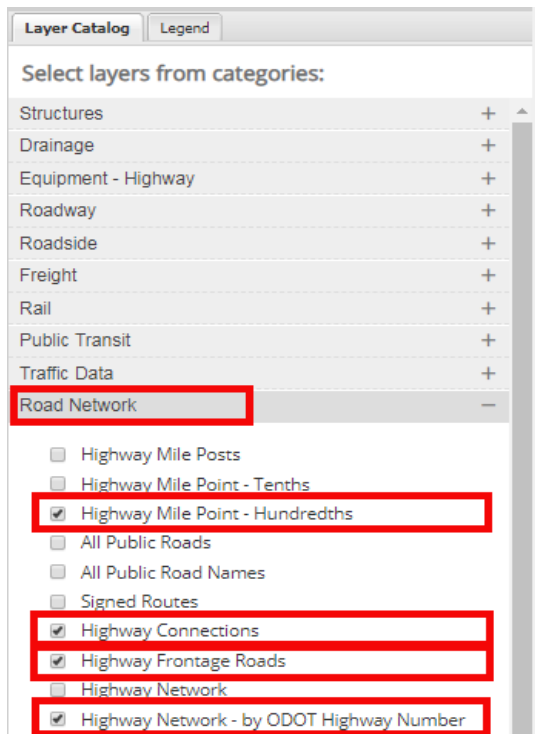 Layer Catalog Legend
Select layers from categories:
Structures
Drainage
Equipment - Highway
Roadway
Roadside
Freight
Rail
Public Transit
Traffic Data
Road Network
Highway Mile Posts
Highway Mile Point - Tenths
Highway Mile Point - Hundredths
All Public Roads
All Public Road Names
Signed Routes
Highway Connections
Highway Frontage Roads
Highway Network
Highway Network - by ODOT Highway Number